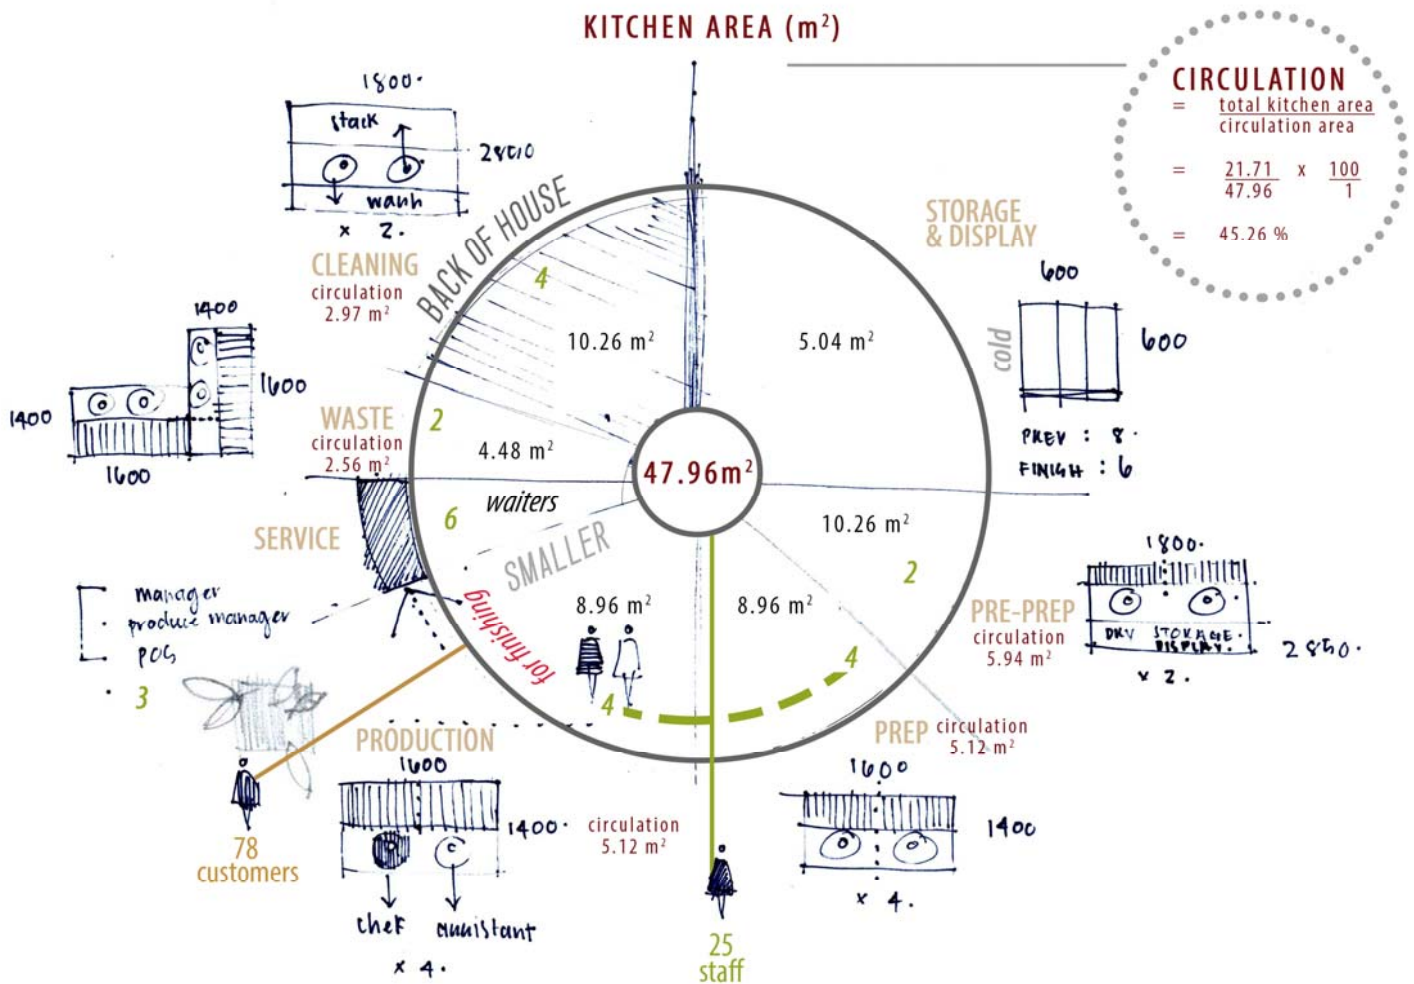 KITCHEN AREA (m²)
CIRCULATION
= total kitchen area
circulation area
= 21.71 x 100
47.96 1
= 45.26 %
1800.
stack
2850
wash
x 2.
CLEANING
circulation
2.97 m²
BACK OF HOUSE
4
10.26 m²
5.04 m²
STORAGE
& DISPLAY
600
cold
600
PREV : 8.
FINISH : 6
1400
1600
1400
1600
WASTE
circulation
2.56 m²
2
4.48 m²
47.96m²
SERVICE
6
waiters
SMALLER
10.26 m²
2
1800.
DRY STORAGE.
DISPLAY.
2850.
x 2.
PRE-PREP
circulation
5.94 m²
manager
produce manager
POS
3
for finishing
8.96 m²
8.96 m²
4
4
PREP circulation
5.12 m²
PRODUCTION
1600
1400.
circulation
5.12 m²
chef assistant
x 4.
1600
1400
x 4.
78
customers
25
staff